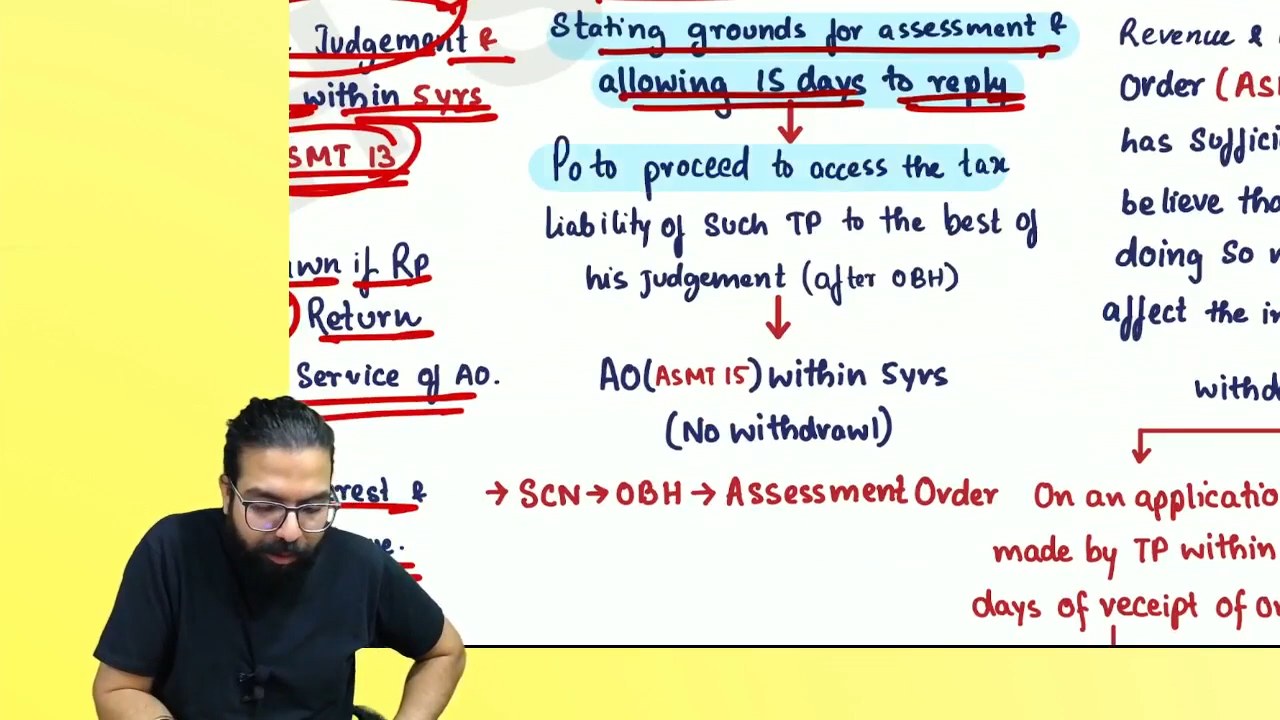 Judgement &
within 5yrs
SMT 13
if Rp
Return
Service of AO.
&
Stating grounds for assessment &
allowing 15 days to reply
Po to proceed to access the tax
liability of such TP to the best of
his judgement (after OBH)
AO(ASMT 15) within 5yrs
(No withdrawl)
→ SCN → OBH → Assessment Order
Revenue &
Order (AS
has Suffici
believe tha
doing So
affect the in
withd
On an applicatio
made by TP within
days of receipt of